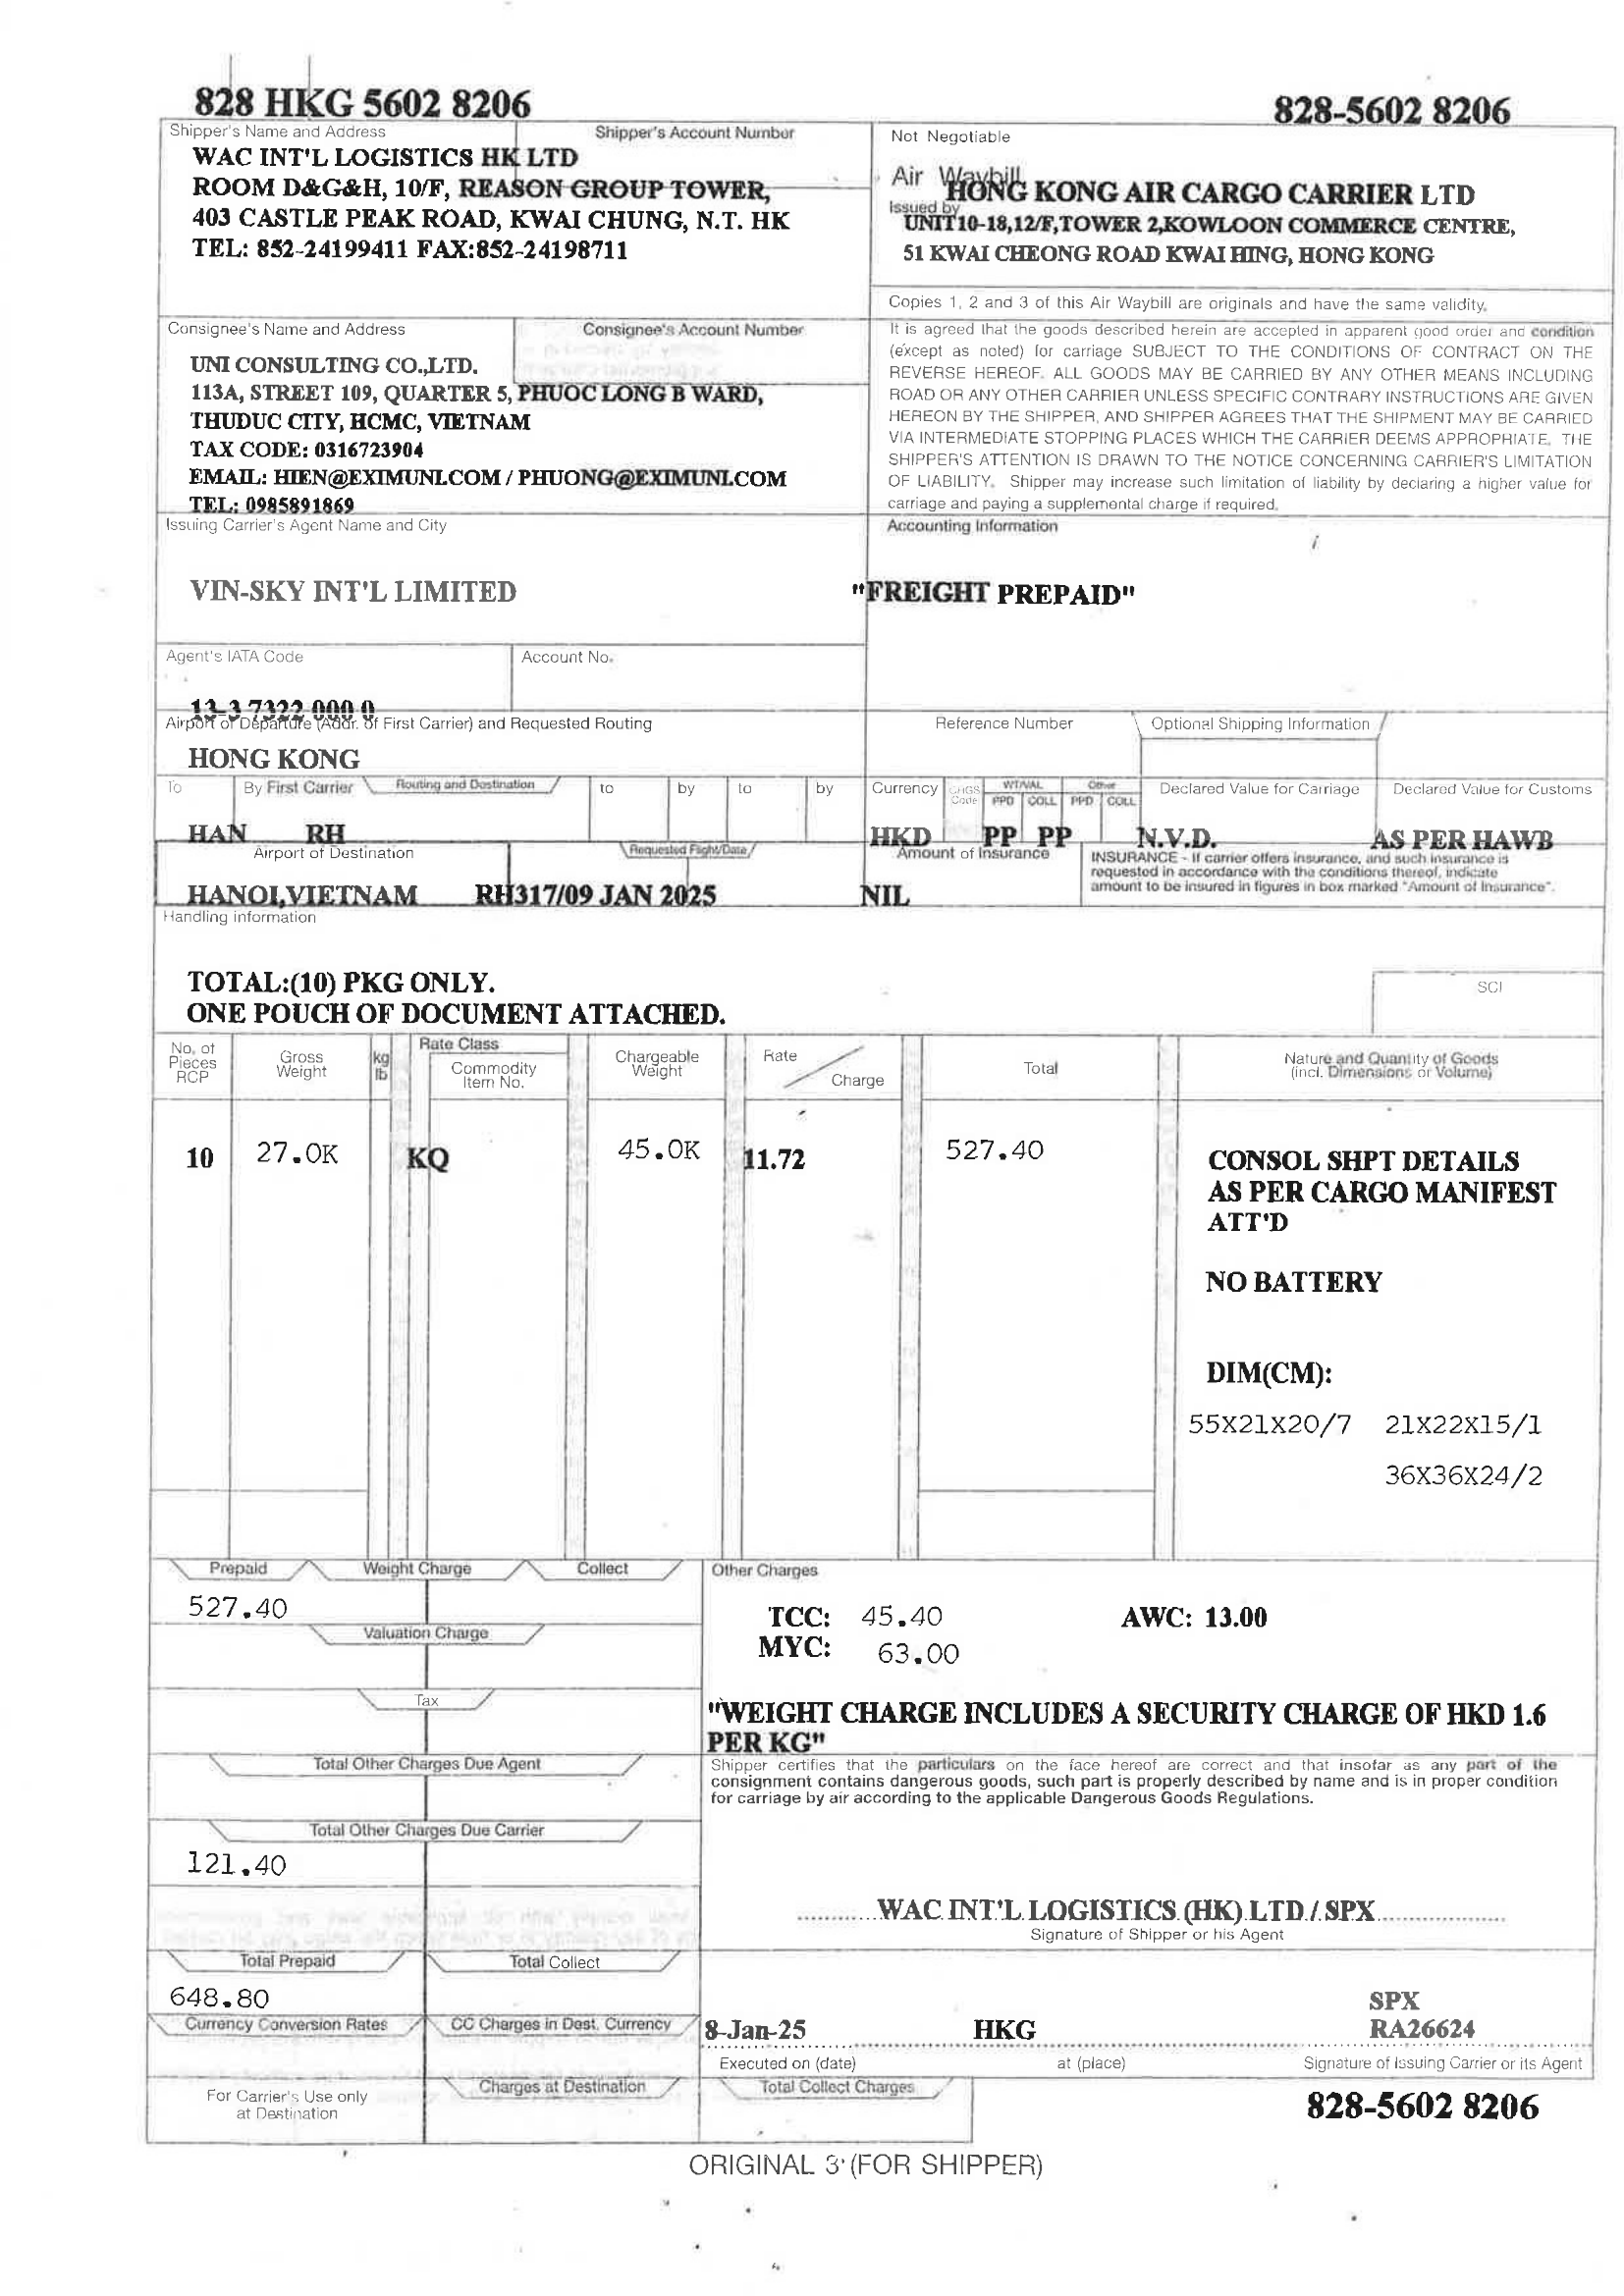 828 HKG 5602 8206
828-5602 8206
Shipper's Name and Address
Shipper's Account Number
WAC INT'L LOGISTICS HK LTD
ROOM D&G&H, 10/F, REASON GROUP TOWER,
403 CASTLE PEAK ROAD, KWAI CHUNG, N.T. HK
TEL: 852-24199411 FAX:852-24198711
Not Negotiable
Air Waybill
Issued by
HONG KONG AIR CARGO CARRIER LTD
UNIT10-18,12/F,TOWER 2,KOWLOON COMMERCE CENTRE,
51 KWAI CHEONG ROAD KWAI HING, HONG KONG
Copies 1, 2 and 3 of this Air Waybill are originals and have the same validity.
Consignee's Name and Address
Consignee's Account Number
UNI CONSULTING CO.,LTD.
113A, STREET 109, QUARTER 5, PHUOC LONG B WARD,
THUDUC CITY, HCMC, VIETNAM
TAX CODE: 0316723904
EMAIL: HIEN@EXIMUNI.COM / PHUONG@EXIMUNI.COM
TEL: 0985891869
It is agreed that the goods described herein are accepted in apparent good order and condition
(except as noted) for carriage SUBJECT TO THE CONDITIONS OF CONTRACT ON THE
REVERSE HEREOF. ALL GOODS MAY BE CARRIED BY ANY OTHER MEANS INCLUDING
ROAD OR ANY OTHER CARRIER UNLESS SPECIFIC CONTRARY INSTRUCTIONS ARE GIVEN
HEREON BY THE SHIPPER, AND SHIPPER AGREES THAT THE SHIPMENT MAY BE CARRIED
VIA INTERMEDIATE STOPPING PLACES WHICH THE CARRIER DEEMS APPROPRIATE. THE
SHIPPER'S ATTENTION IS DRAWN TO THE NOTICE CONCERNING CARRIER'S LIMITATION
OF LIABILITY. Shipper may increase such limitation of liability by declaring a higher value for
carriage and paying a supplemental charge if required.
Issuing Carrier's Agent Name and City
Accounting Information
VIN-SKY INT'L LIMITED
"FREIGHT PREPAID"
Agent's IATA Code
Account No.
13-3 7322 000 0
Airport of Departure (Addr. of First Carrier) and Requested Routing
Reference Number
Optional Shipping Information
HONG KONG
To
By First Carrier
Routing and Destination
to
by
to
by
Currency
CHGS Code
WT/VAL
Other
PPD
COLL
PPD
COLL
Declared Value for Carriage
Declared Value for Customs
HAN RH
HKD PP PP N.V.D. AS PER HAWB
Airport of Destination
Requested Flight/Date
Amount of Insurance
INSURANCE - If carrier offers insurance, and such insurance is
requested in accordance with the conditions thereof, indicate
amount to be insured in figures in box marked "Amount of Insurance".
HANOI,VIETNAM RH317/09 JAN 2025 NIL
Handling information
TOTAL:(10) PKG ONLY.
ONE POUCH OF DOCUMENT ATTACHED.
SCI
No. of Pieces RCP
Gross Weight
kg lb
Rate Class
Commodity Item No.
Chargeable Weight
Rate
Charge
Total
Nature and Quantity of Goods
(incl. Dimensions or Volume)
10 27.0K KQ 45.0K 11.72 527.40
CONSOL SHPT DETAILS
AS PER CARGO MANIFEST
ATT'D
NO BATTERY
DIM(CM):
55X21X20/7 21X22X15/1
36X36X24/2
Prepaid
Weight Charge
Collect
Other Charges
527.40
TCC: 45.40 AWC: 13.00
MYC: 63.00
Valuation Charge
Tax
"WEIGHT CHARGE INCLUDES A SECURITY CHARGE OF HKD 1.6
PER KG"
Total Other Charges Due Agent
Shipper certifies that the particulars on the face hereof are correct and that insofar as any part of the
consignment contains dangerous goods, such part is properly described by name and is in proper condition
for carriage by air according to the applicable Dangerous Goods Regulations.
Total Other Charges Due Carrier
121.40
WAC INT'L LOGISTICS (HK) LTD / SPX
Signature of Shipper or his Agent
Total Prepaid
Total Collect
648.80
SPX
Currency Conversion Rates
CC Charges in Dest. Currency
8-Jan-25 HKG RA26624
Executed on (date)
at (place)
Signature of Issuing Carrier or its Agent
For Carrier's Use only
at Destination
Charges at Destination
Total Collect Charges
828-5602 8206
ORIGINAL 3 (FOR SHIPPER)